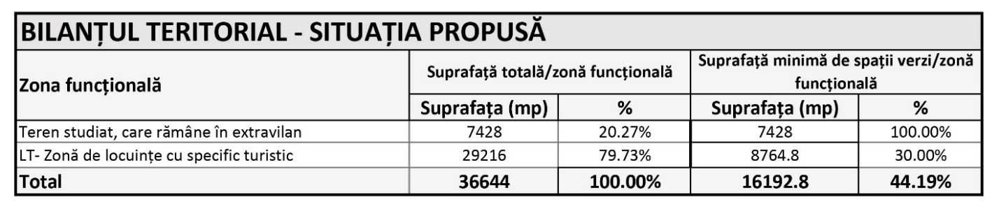 BILANȚUL TERITORIAL - SITUAȚIA PROPUSĂ
Zona funcțională
Suprafață totală/zonă funcțională
Suprafață minimă de spații verzi/zonă
funcțională
Suprafața (mp) % Suprafața (mp) %
Teren studiat, care rămâne în extravilan 7428 20.27% 7428 100.00%
LT- Zonă de locuințe cu specific turistic 29216 79.73% 8764.8 30.00%
Total 36644 100.00% 16192.8 44.19%